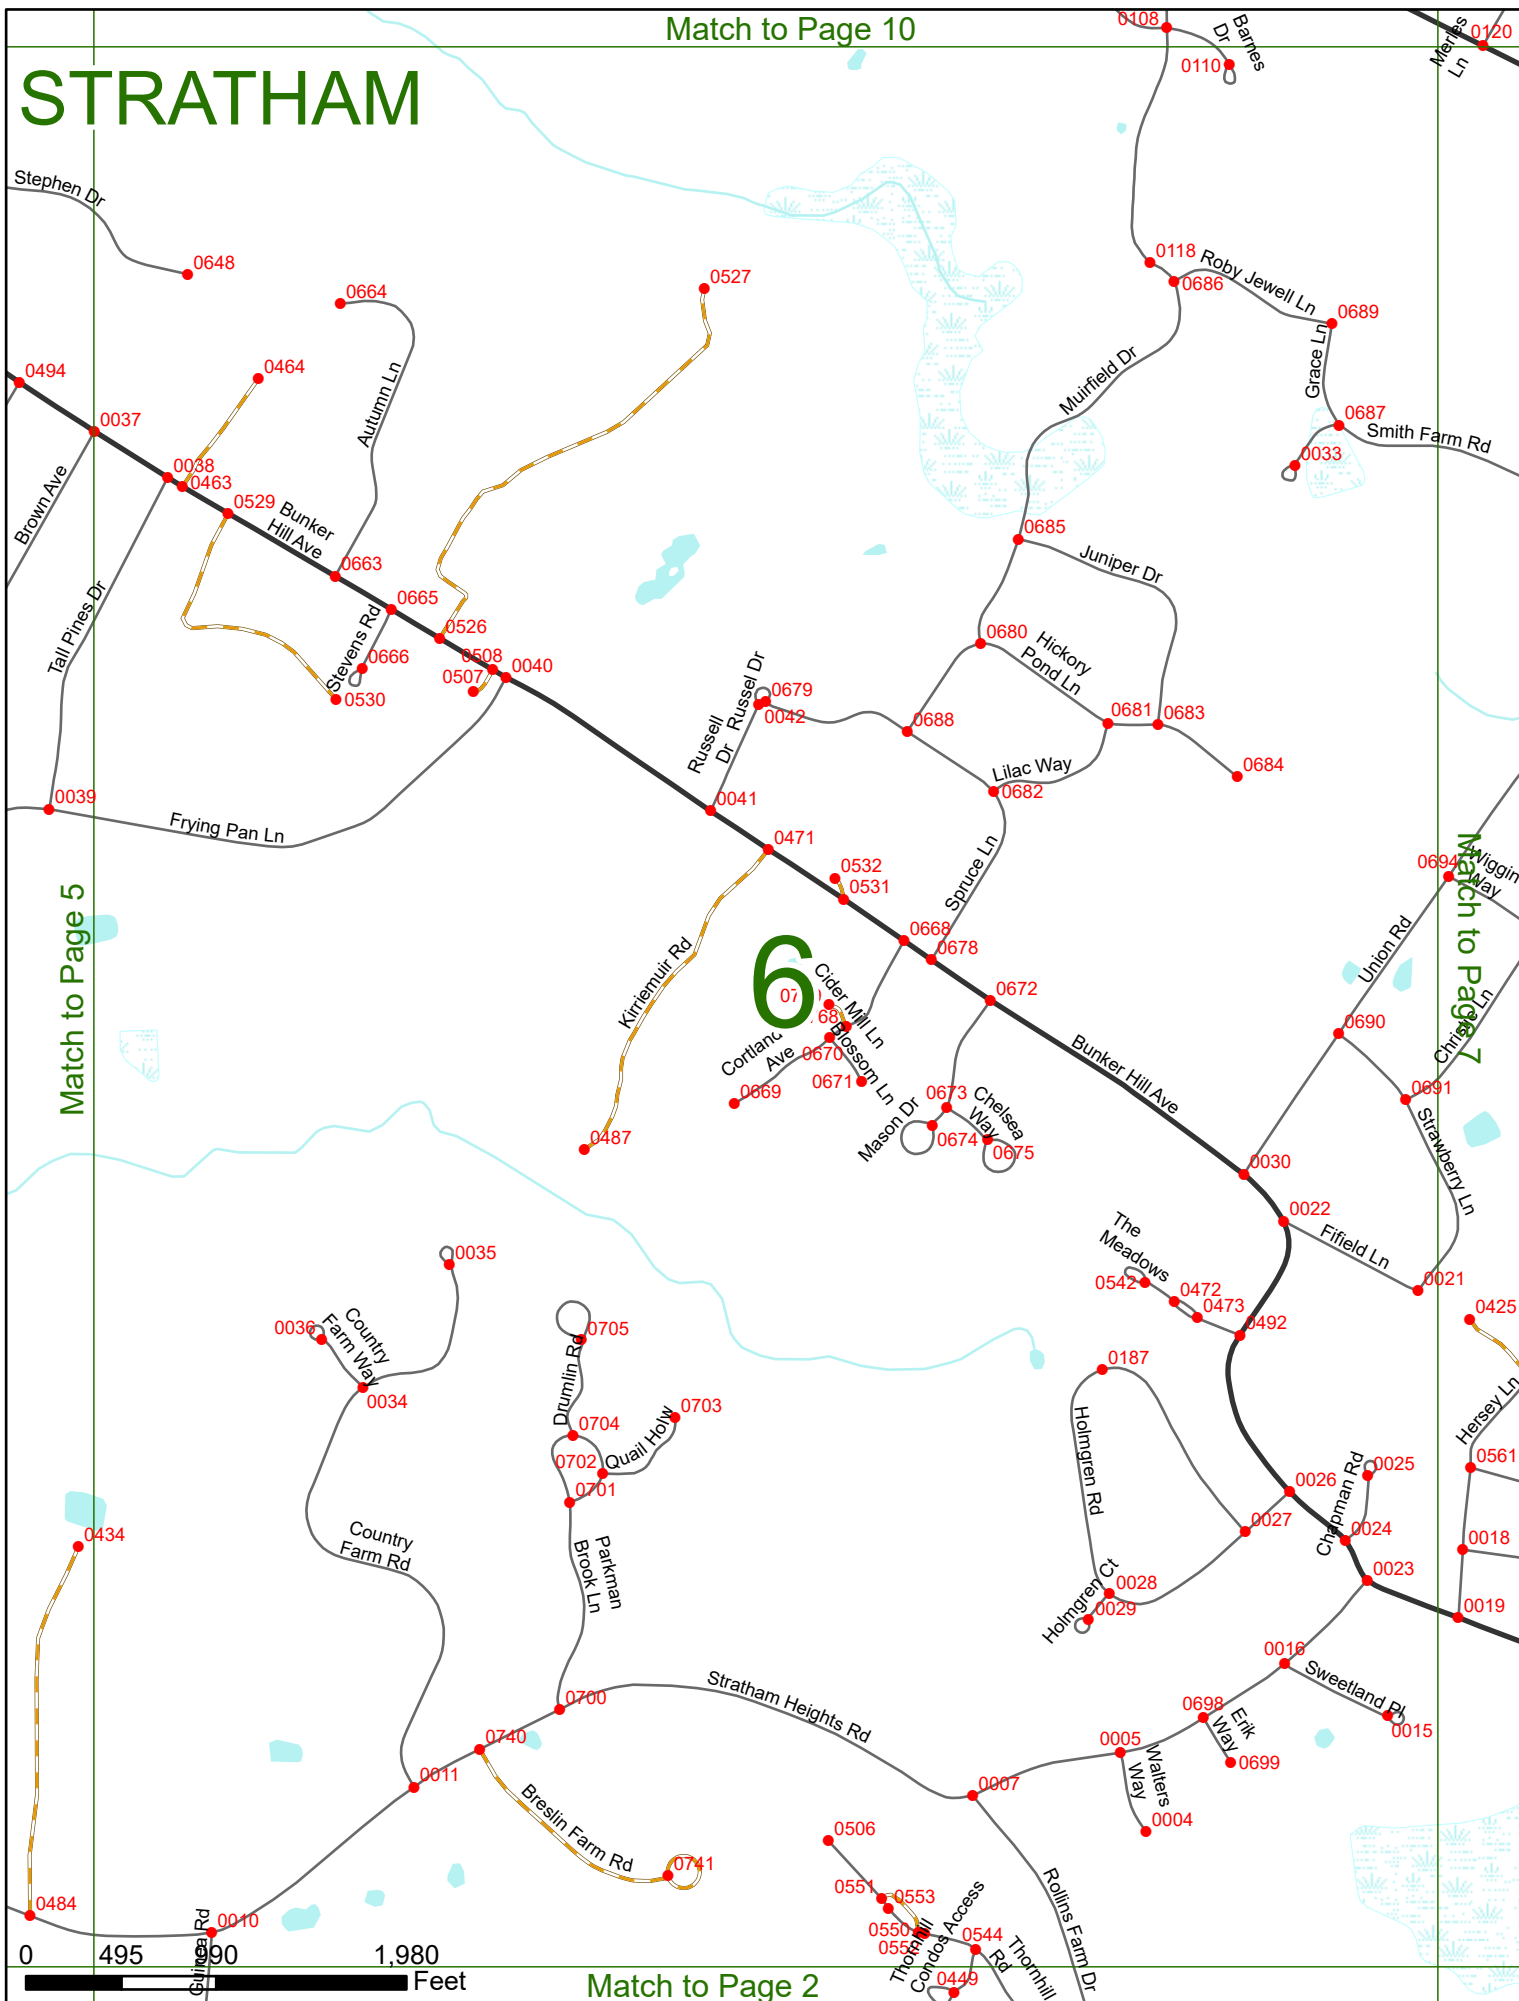 Match to Page 10
STRATHAM
0108
Barnes
Dr
0110
Merles
Ln
0120
Stephen Dr
0648
0664
0527
0118
Roby Jewell Ln
0686
0689
Grace Ln
0494
0464
Autumn Ln
Muirfield Dr
0037
0687
Smith Farm Rd
0033
Brown Ave
0038
0463
0529
Bunker
Hill Ave
0685
Juniper Dr
0663
Tall Pines Dr
0665
Stevens Rd
0526
0666
0508
0040
0507
0530
0680
Hickory
Pond Ln
Russel Dr
0679
0042
Russell
Dr
0688
0681
0683
0684
Lilac Way
0682
0039
Frying Pan Ln
0041
0471
0532
0531
Spruce Ln
0694
Wiggin
Way
Match to Page 5
Match to Page 7
0668
0678
6
Union Rd
Kirriemuir Rd
Cider Mill Ln
0672
Christie Ln
0690
Cortland
Ave
0670
Blossom Ln
0671
0669
Bunker Hill Ave
0673
Chelsea
Way
Mason Dr
0674
0675
0691
Strawberry Ln
0487
0030
0022
The
Meadows
Fifield Ln
0542
0472
0473
0021
0425
0492
0035
0036
Country
Farm Way
0034
0705
Drumlin Rd
0187
0704
0703
Quail Holw
0702
0701
Holmgren Rd
Hersey Ln
0561
0025
Chapman Rd
0026
0027
0024
0434
Country
Farm Rd
Parkman
Brook Ln
0018
0023
Holmgren Ct
0028
0029
0019
0016
Sweetland Pl
0015
0700
Stratham Heights Rd
0698
Erik
Way
0699
0740
0005
Walters
Way
0004
0011
Breslin Farm Rd
0007
0741
0506
0551
0553
Rollins Farm Dr
0484
0010
Guinea Rd
0550
Thornhill
Condos Access
0544
Thornhill
Rd
0449
0 495 990 1,980
Feet
Match to Page 2